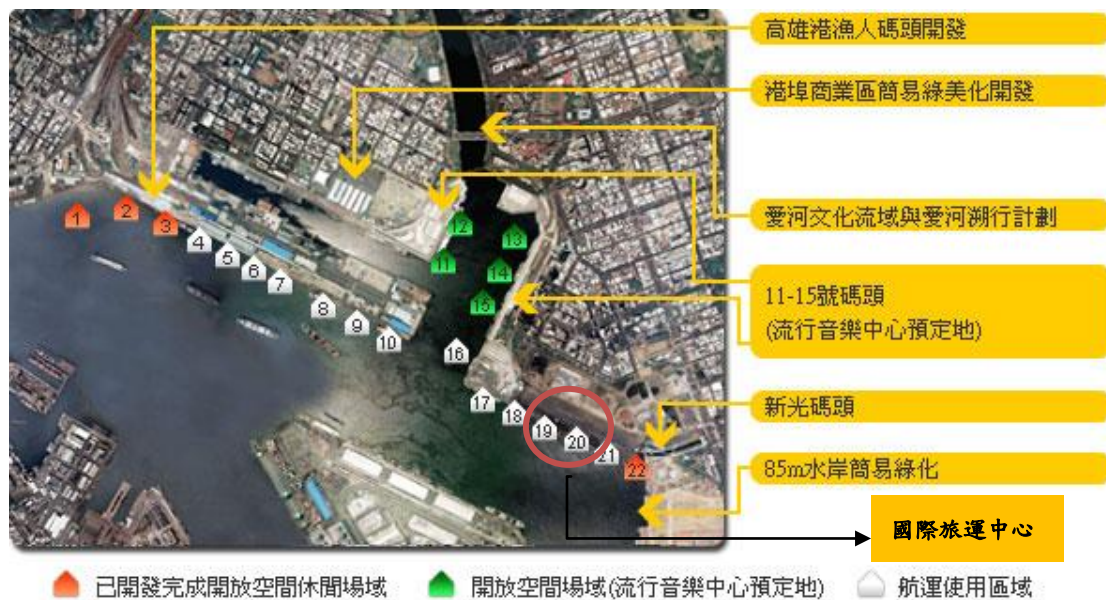 高雄港漁人碼頭開發
港埠商業區簡易綠美化開發
愛河文化流域與愛河溯行計劃
11-15號碼頭
(流行音樂中心預定地)
新光碼頭
85m水岸簡易綠化
國際旅運中心
1
2
3
4
5
6
7
8
9
10
11
12
13
14
15
16
17
18
19
20
21
22
已開發完成開放空間休閒場域
開放空間場域(流行音樂中心預定地)
航運使用區域